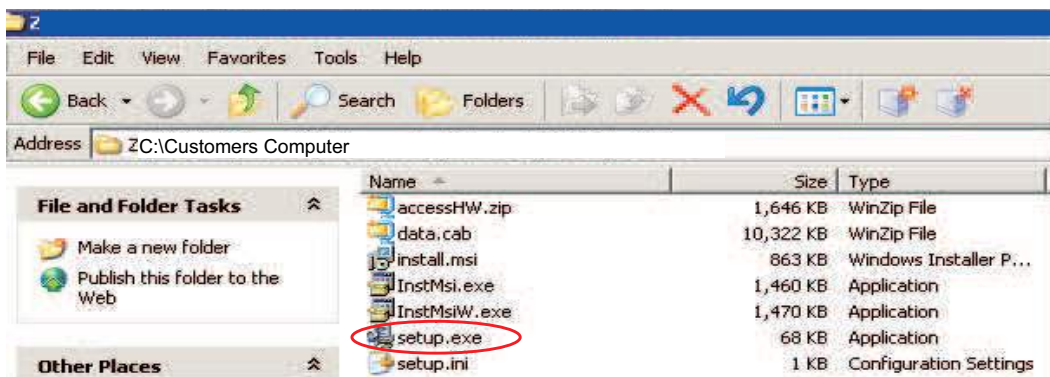 Z
File Edit View Favorites Tools Help
Back Search Folders
Address ZC:\Customers Computer
Name Size Type
File and Folder Tasks
Make a new folder
Publish this folder to the
Web
Other Places
accessHW.zip 1,646 KB WinZip File
data.cab 10,322 KB WinZip File
install.msi 863 KB Windows Installer P...
InstMsi.exe 1,460 KB Application
InstMsiW.exe 1,470 KB Application
setup.exe 68 KB Application
setup.ini 1 KB Configuration Settings